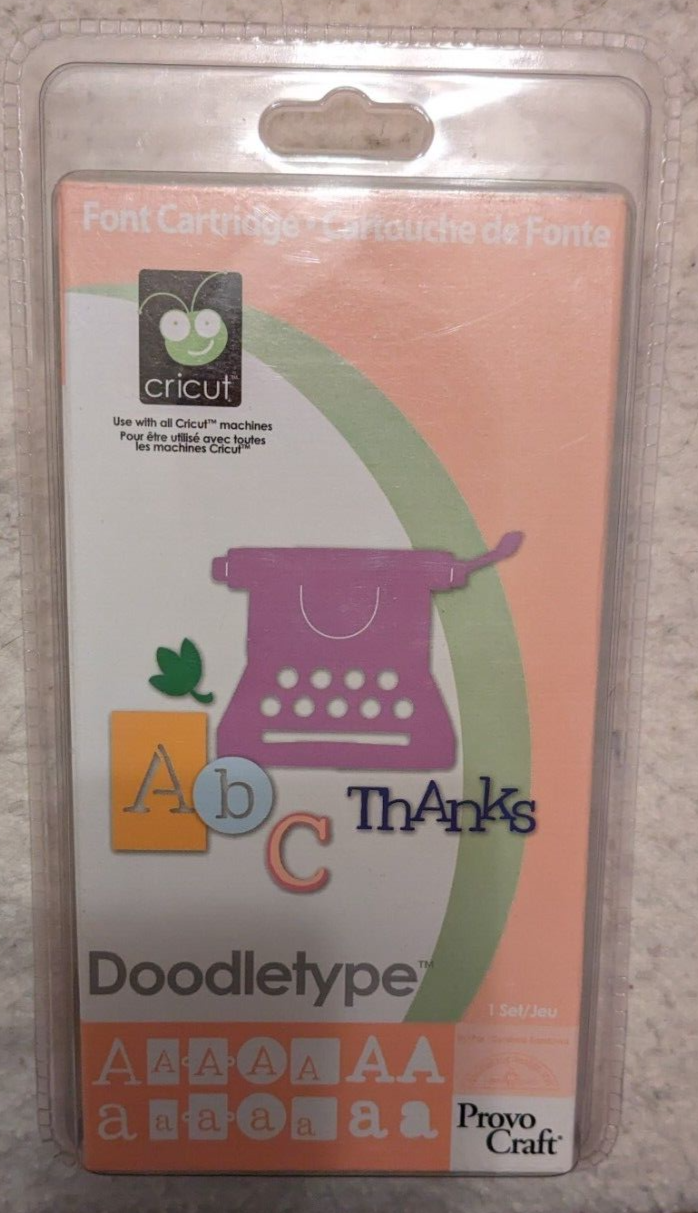 Font Cartridge • Cartouche de Fonte
cricut™
Use with all Cricut™ machines
Pour être utilisé avec toutes
les machines Cricut™
A b C
ThAnks
Doodletype™
1 Set/Jeu
A A A A A A A
a a a a a a a
Provo
Craft®